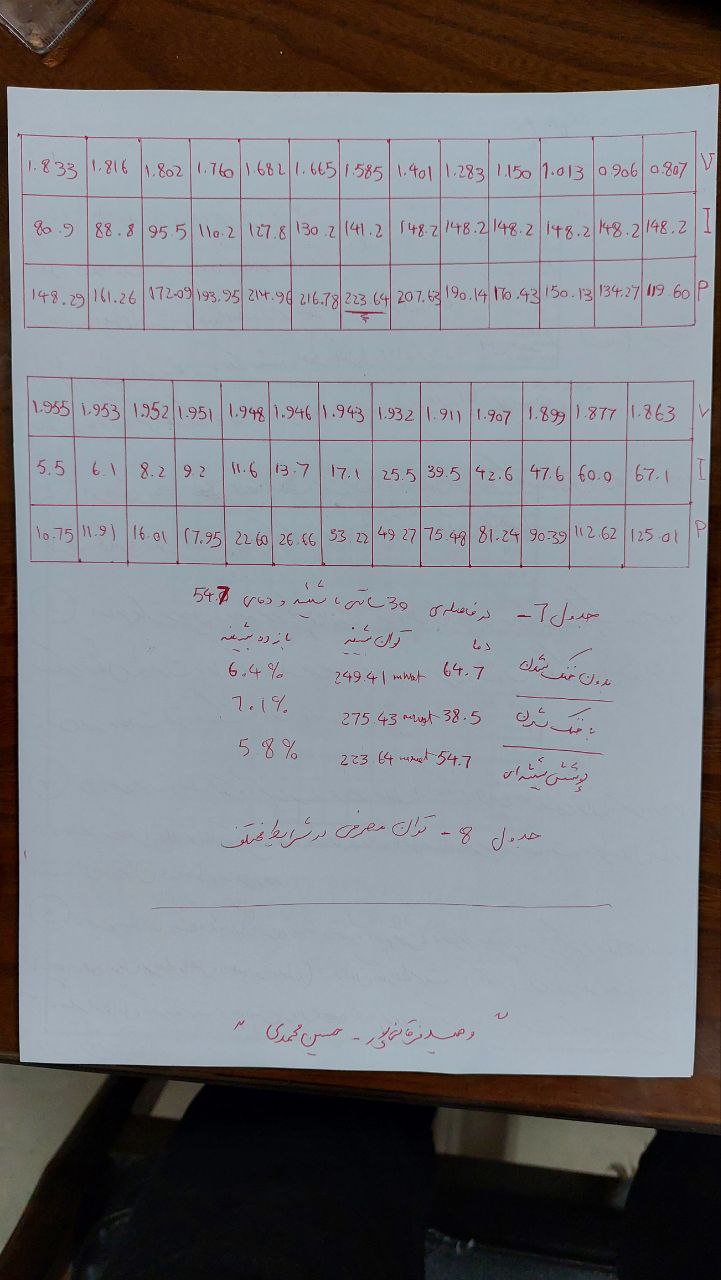 1.833 1.816 1.802 1.760 1.682 1.665 1.585 1.401 1.283 1.150 1.013 0.906 0.807 V
80.9 88.8 95.5 110.2 127.8 130.2 141.2 148.2 148.2 148.2 148.2 148.2 148.2 I
148.29 161.26 172.09 193.95 214.96 216.78 223.64 207.63 190.14 170.43 150.13 134.27 119.60 P
1.955 1.953 1.952 1.951 1.948 1.946 1.943 1.932 1.911 1.907 1.899 1.877 1.863 V
5.5 6.1 8.2 9.2 11.6 13.7 17.1 25.5 39.5 42.6 47.6 60.0 67.1 I
10.75 11.91 16.01 17.95 22.60 26.66 33.22 49.27 75.48 81.24 90.39 112.62 125.01 P
جدول 7 - در فاصله‌ی 30 سانتی با شیشه و دمای 54.7
دما توان بیشینه بازده بیشینه
بدون خنک شدن 64.7 249.41 mwat 6.4%
با خنک شدن 38.5 275.43 mwat 7.1%
پوشش شیشه‌ای 54.7 223.64 mwat 5.8%
جدول 8 - توان مصرفی در شرایط مختلف
" وحید فرقانی‌پور - حسین محمدی "